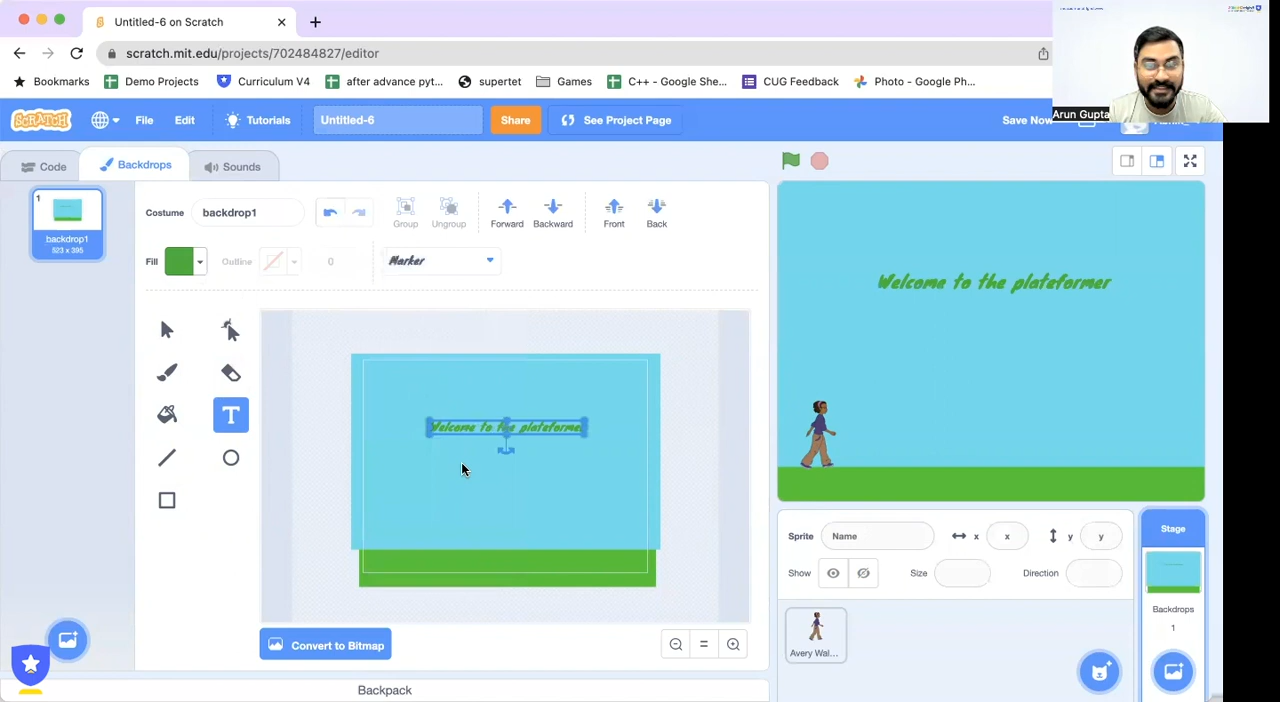 Untitled-6 on Scratch
scratch.mit.edu/projects/702484827/editor
Bookmarks
Demo Projects
Curriculum V4
after advance pyt...
supertet
Games
C++ - Google She...
CUG Feedback
Photo - Google Ph...
Arun Gupta
SCRATCH
File
Edit
Tutorials
Untitled-6
Share
See Project Page
Save Now
Code
Backdrops
Sounds
1
backdrop1
523 x 395
Costume
backdrop1
Group
Ungroup
Forward
Backward
Front
Back
Fill
Outline
0
Marker
T
Welcome to the plateformer
Welcome to the plateformer
Convert to Bitmap
Backpack
Sprite
Name
x
x
y
y
Show
Size
Direction
Avery Wal...
Stage
Backdrops
1